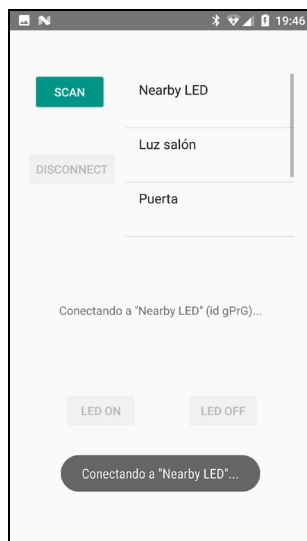 19:46
SCAN
Nearby LED
Luz salón
DISCONNECT
Puerta
Conectando a "Nearby LED" (id gPrG)...
LED ON LED OFF
Conectando a "Nearby LED"...